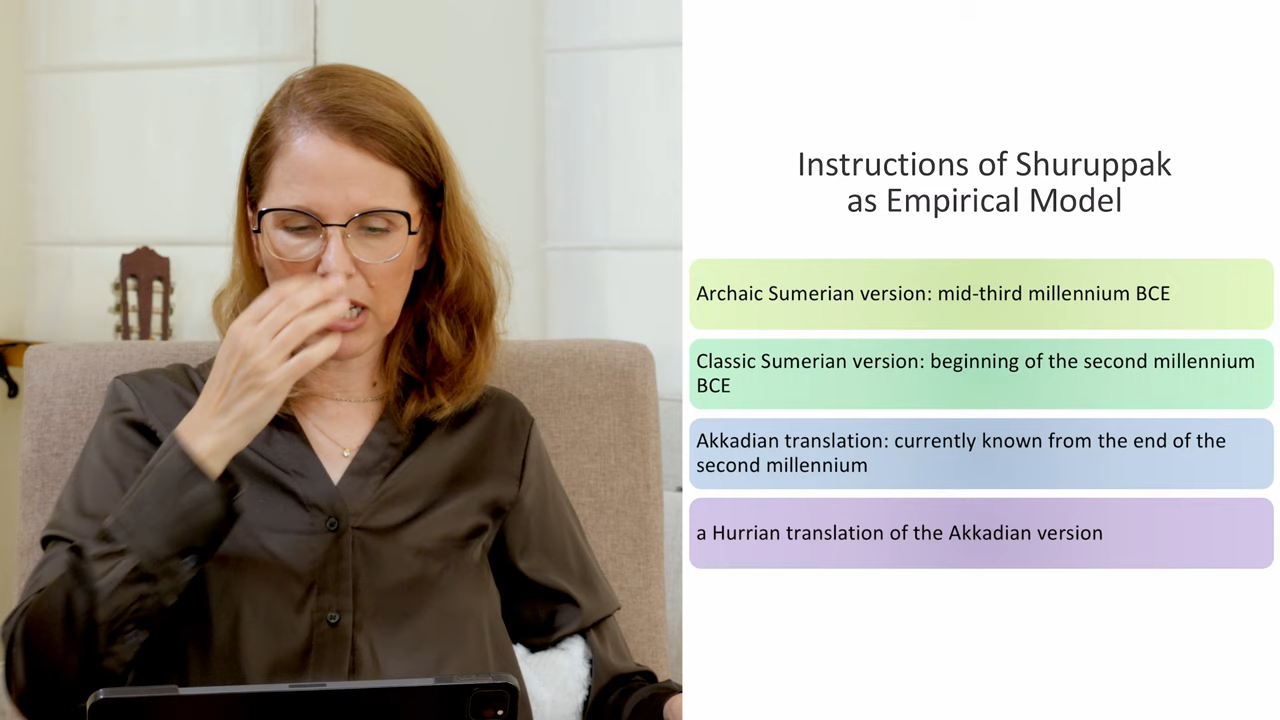 Instructions of Shuruppak
as Empirical Model
Archaic Sumerian version: mid-third millennium BCE
Classic Sumerian version: beginning of the second millennium
BCE
Akkadian translation: currently known from the end of the
second millennium
a Hurrian translation of the Akkadian version